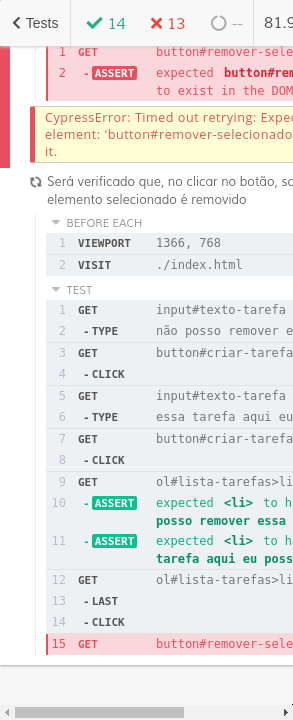 Tests 14 13 -- 81.9
1 GET button#remover-sele
2 -ASSERT expected button#rem
to exist in the DOM
CypressError: Timed out retrying: Expec
element: 'button#remover-selecionado
it.
Será verificado que, no clicar no botão, so
elemento selecionado é removido
BEFORE EACH
1 VIEWPORT 1366, 768
2 VISIT ./index.html
TEST
1 GET input#texto-tarefa
2 -TYPE não posso remover e
3 GET button#criar-tarefa
4 -CLICK
5 GET input#texto-tarefa
6 -TYPE essa tarefa aqui eu
7 GET button#criar-tarefa
8 -CLICK
9 GET ol#lista-tarefas>li
10 -ASSERT expected <li> to h
posso remover essa
11 -ASSERT expected <li> to h
tarefa aqui eu poss
12 GET ol#lista-tarefas>li
13 -LAST
14 -CLICK
15 GET button#remover-sele